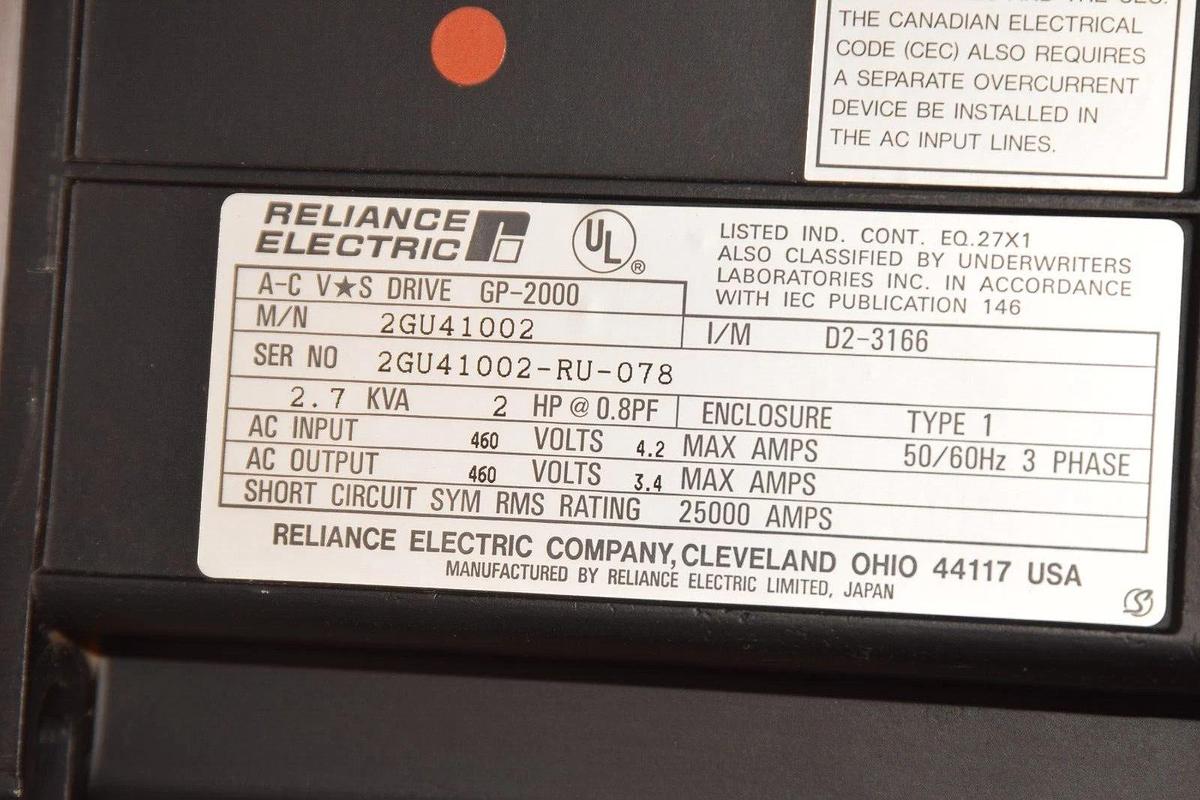 THE CANADIAN ELECTRICAL
CODE (CEC) ALSO REQUIRES
A SEPARATE OVERCURRENT
DEVICE BE INSTALLED IN
THE AC INPUT LINES.
RELIANCE
ELECTRIC
UL ®
LISTED IND. CONT. EQ.27X1
ALSO CLASSIFIED BY UNDERWRITERS
LABORATORIES INC. IN ACCORDANCE
WITH IEC PUBLICATION 146
A-C V★S DRIVE GP-2000
M/N 2GU41002 I/M D2-3166
SER NO 2GU41002-RU-078
2.7 KVA 2 HP @ 0.8PF ENCLOSURE TYPE 1
AC INPUT 460 VOLTS 4.2 MAX AMPS 50/60Hz 3 PHASE
AC OUTPUT 460 VOLTS 3.4 MAX AMPS
SHORT CIRCUIT SYM RMS RATING 25000 AMPS
RELIANCE ELECTRIC COMPANY, CLEVELAND OHIO 44117 USA
MANUFACTURED BY RELIANCE ELECTRIC LIMITED, JAPAN